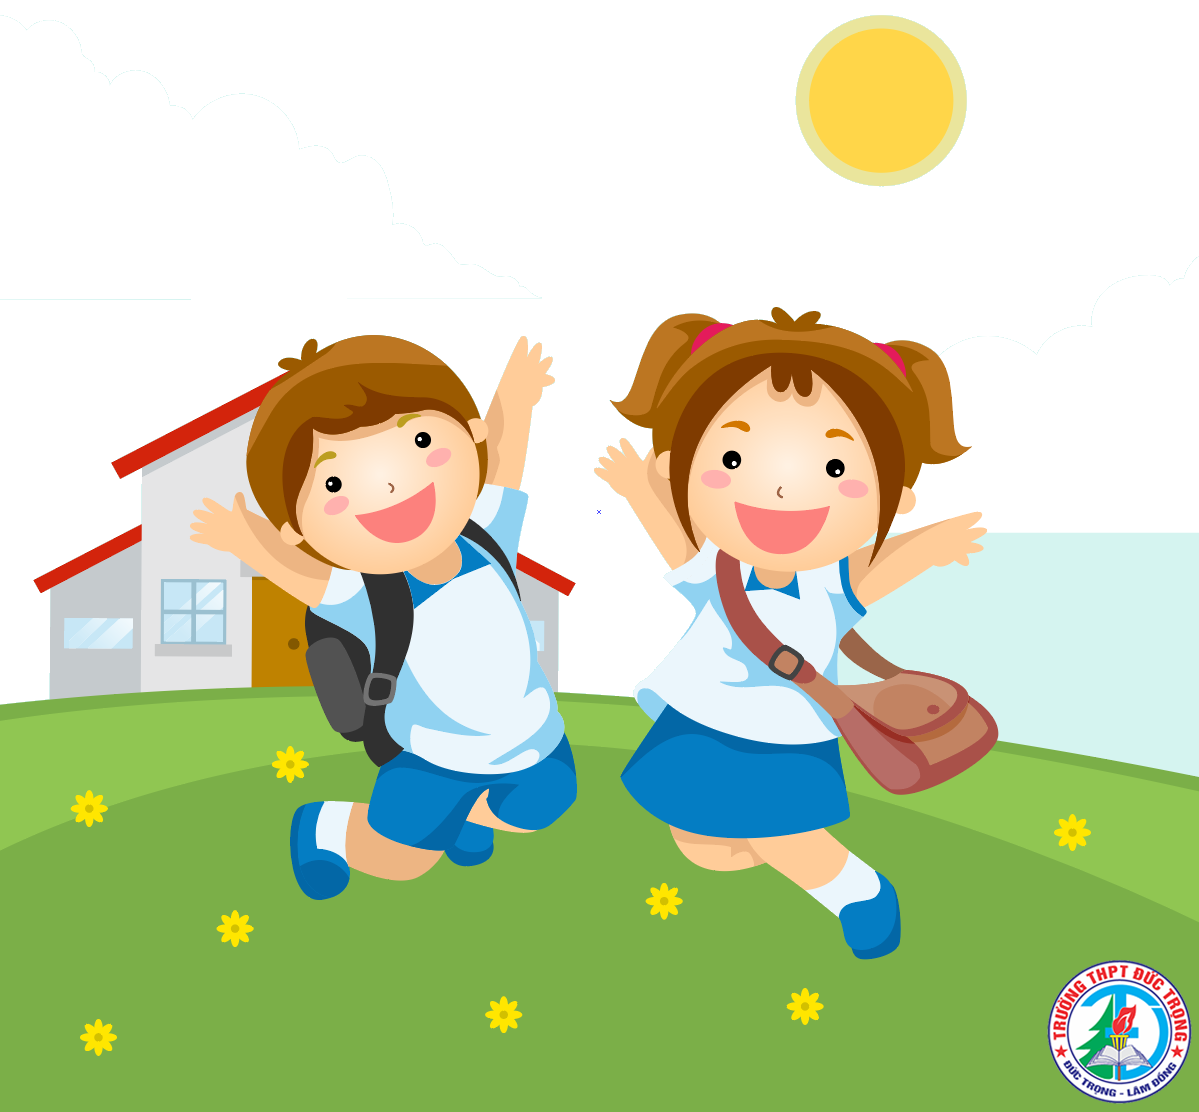 TRƯỜNG THPT ĐỨC TRỌNG
ĐỨC TRỌNG - LÂM ĐỒNG